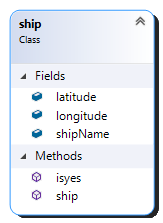 ship
Class
Fields
latitude
longitude
shipName
Methods
isyes
ship